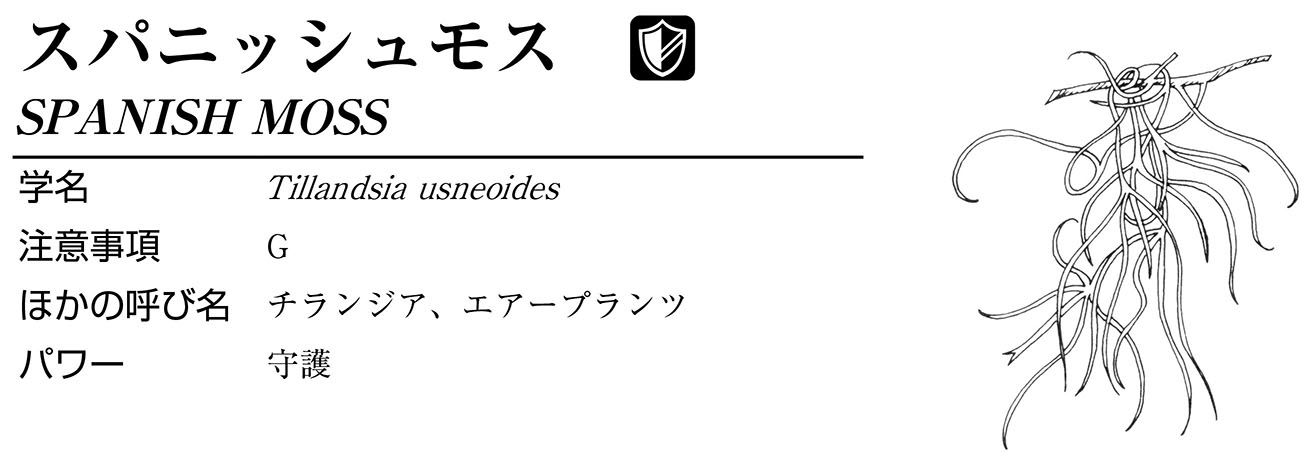 スパニッシュモス
SPANISH MOSS
学名 Tillandsia usneoides
注意事項 G
ほかの呼び名 チランジア、エアープランツ
パワー 守護